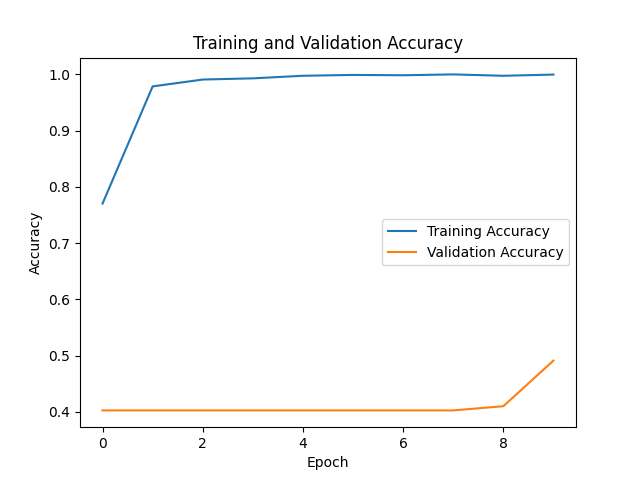 Training and Validation Accuracy
Accuracy
1.0
0.9
0.8
0.7
0.6
0.5
0.4
Training Accuracy
Validation Accuracy
0 2 4 6 8
Epoch